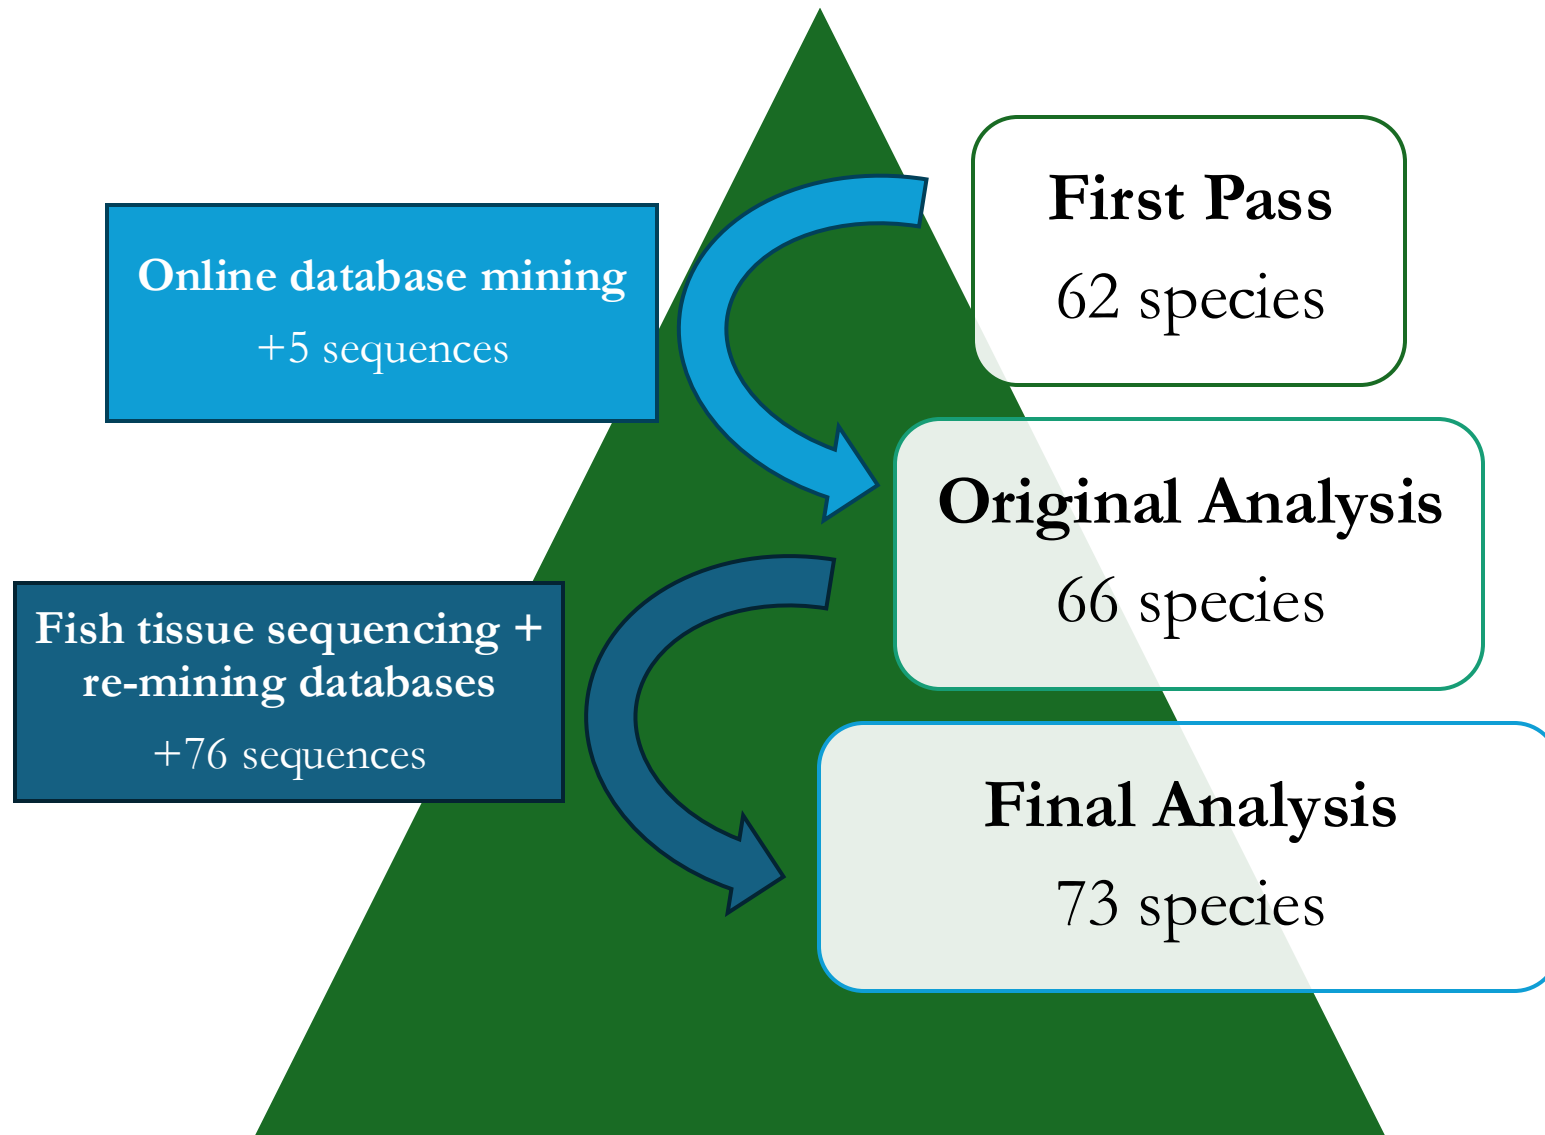 First Pass
62 species
Online database mining
+5 sequences
Original Analysis
66 species
Fish tissue sequencing +
re-mining databases
+76 sequences
Final Analysis
73 species